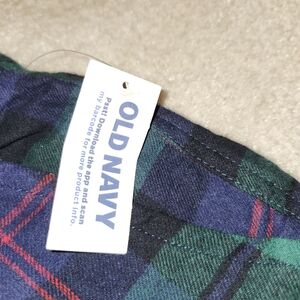 OLD NAVY
Psst! Download the app and scan
my barcode for more product info.